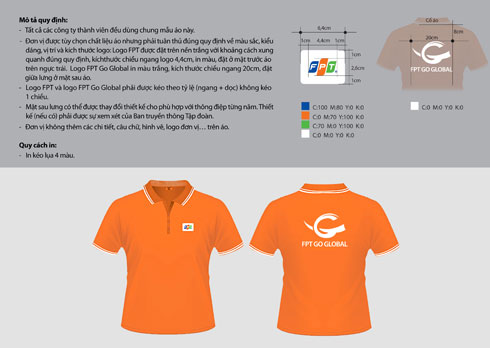 Mô tả quy định:
- Tất cả các công ty thành viên đều dùng chung mẫu áo này.
- Đơn vị được tùy chọn chất liệu áo nhưng phải tuân thủ đúng quy định về màu sắc, kiểu
dáng, vị trí và kích thước logo: Logo FPT được đặt trên nền trắng với khoảng cách xung
quanh đúng quy định, kíchthước chiều ngang logo 4,4cm, in màu, đặt ở mặt trước áo
trên ngực trái. Logo FPT Go Global in màu trắng, kích thước chiều ngang 20cm, đặt
giữa lưng ở mặt sau áo.
- Logo FPT và logo FPT Go Global phải được kéo theo tỷ lệ (ngang + dọc) không kéo
1 chiều.
- Mặt sau lưng có thể được thay đổi thiết kế cho phù hợp với thông điệp từng năm. Thiết
kế (nếu có) phải được sự xem xét của Ban truyền thông Tập đoàn.
- Đơn vị không thêm các chi tiết, câu chữ, hình vẽ, logo đơn vị… trên áo.
Quy cách in:
- In kéo lụa 4 màu.
6,4cm
1cm 4,4cm 1cm
1cm
2,6cm
1cm
FPT
C:100 M:80 Y:0 K:0
C:0 M:70 Y:100 K:0
C:70 M:0 Y:100 K:0
C:0 M:0 Y:0 K:0
Cổ áo
8cm
20cm
FPT GO GLOBAL
C:0 M:0 Y:0 K:0
FPT
FPT GO GLOBAL